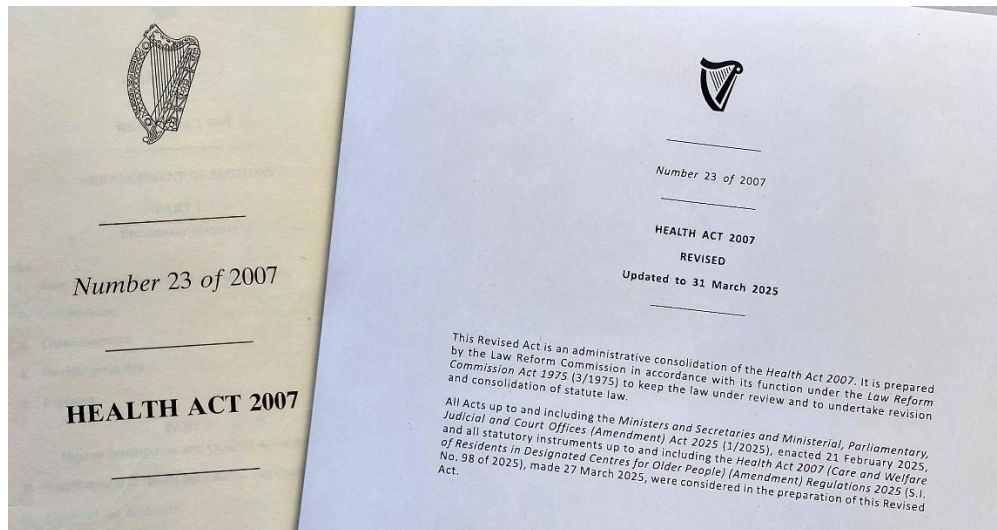 Number 23 of 2007
HEALTH ACT 2007
Number 23 of 2007
HEALTH ACT 2007
REVISED
Updated to 31 March 2025
This Revised Act is an administrative consolidation of the Health Act 2007. It is prepared
by the Law Reform Commission in accordance with its function under the Law Reform
Commission Act 1975 (3/1975) to keep the law under review and to undertake revision
and consolidation of statute law.
All Acts up to and including the Ministers and Secretaries and Ministerial, Parliamentary,
Judicial and Court Offices (Amendment) Act 2025 (1/2025), enacted 21 February 2025,
and all statutory instruments up to and including the Health Act 2007 (Care and Welfare
of Residents in Designated Centres for Older People) (Amendment) Regulations 2025 (S.I.
No. 98 of 2025), made 27 March 2025, were considered in the preparation of this Revised
Act.